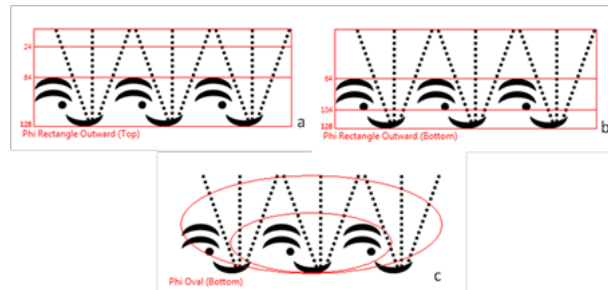 24
64
128
Phi Rectangle Outward (Top)
a
64
104
128
Phi Rectangle Outward (Bottom)
b
Phi Oval (Bottom)
c